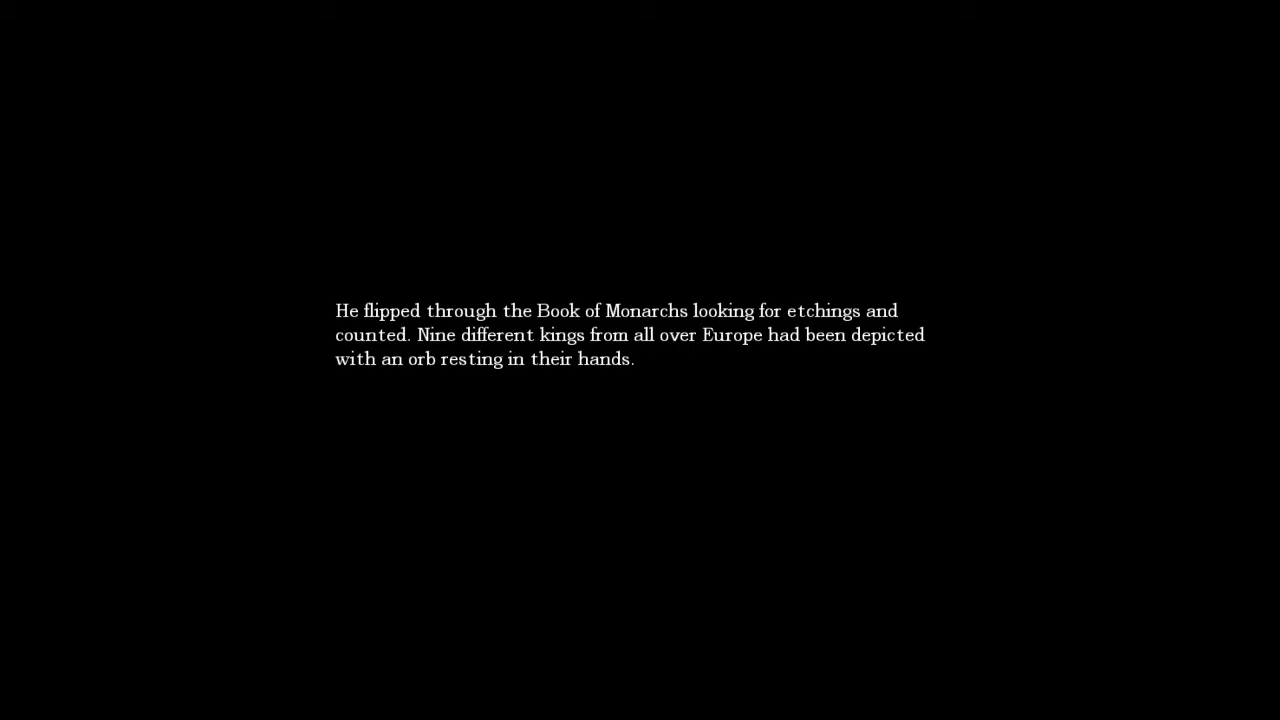 He flipped through the Book of Monarchs looking for etchings and
counted. Nine different kings from all over Europe had been depicted
with an orb resting in their hands.